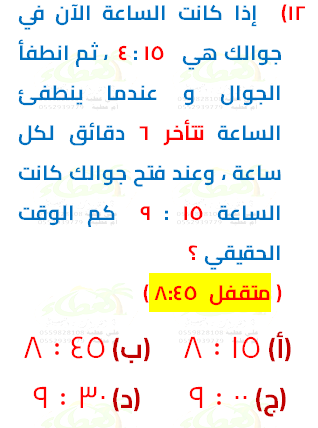 ١٢) إذا كانت الساعة الآن في
جوالك هي ٤:١٥ ، ثم انطفأ
الجوال و عندما ينطفئ
الساعة تتأخر ٦ دقائق لكل
ساعة ، وعند فتح جوالك كانت
الساعة ٩:١٥ كم الوقت
الحقيقي ؟
( متقفل ٨:٤٥ )
(أ) ٨:١٥ (ب) ٨:٤٥
(ج) ٩:٠٠ (د) ٩:٣٠